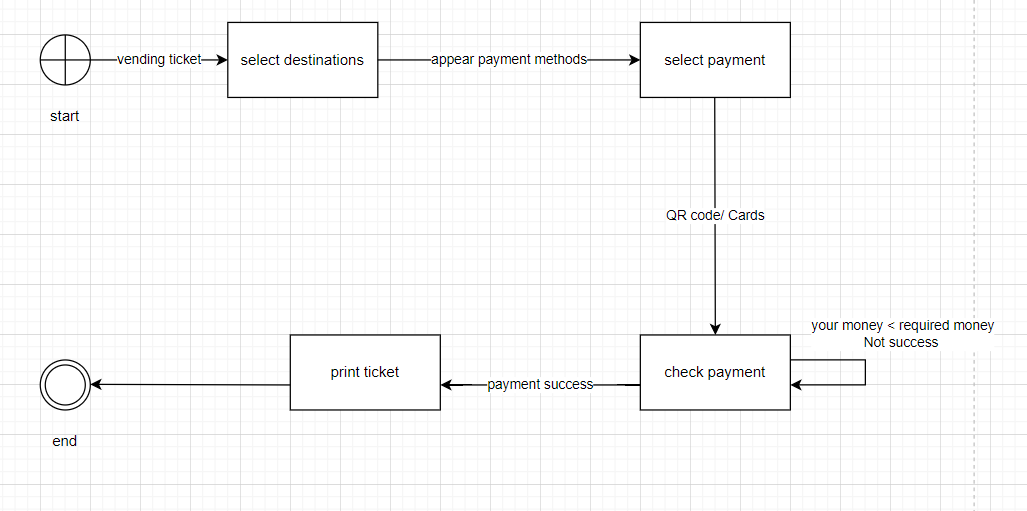 vending ticket
select destinations
appear payment methods
select payment
start
QR code/ Cards
your money < required money
Not success
print ticket
payment success
check payment
end